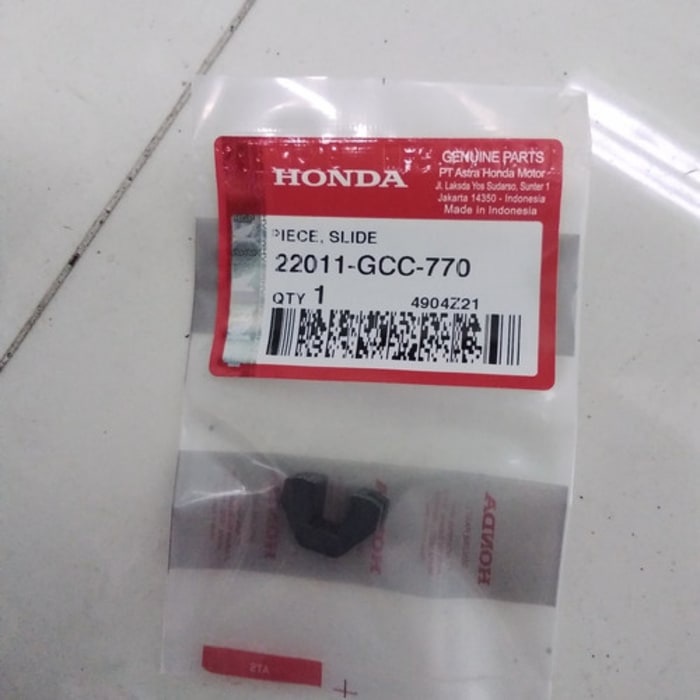 HONDA
GENUINE PARTS
PT Astra Honda Motor
Jl. Laksda Yos Sudarso, Sunter 1
Jakarta 14350 - Indonesia
Made in Indonesia
PIECE, SLIDE
22011-GCC-770
QTY 1
4904Z21
HONDA
HONDA